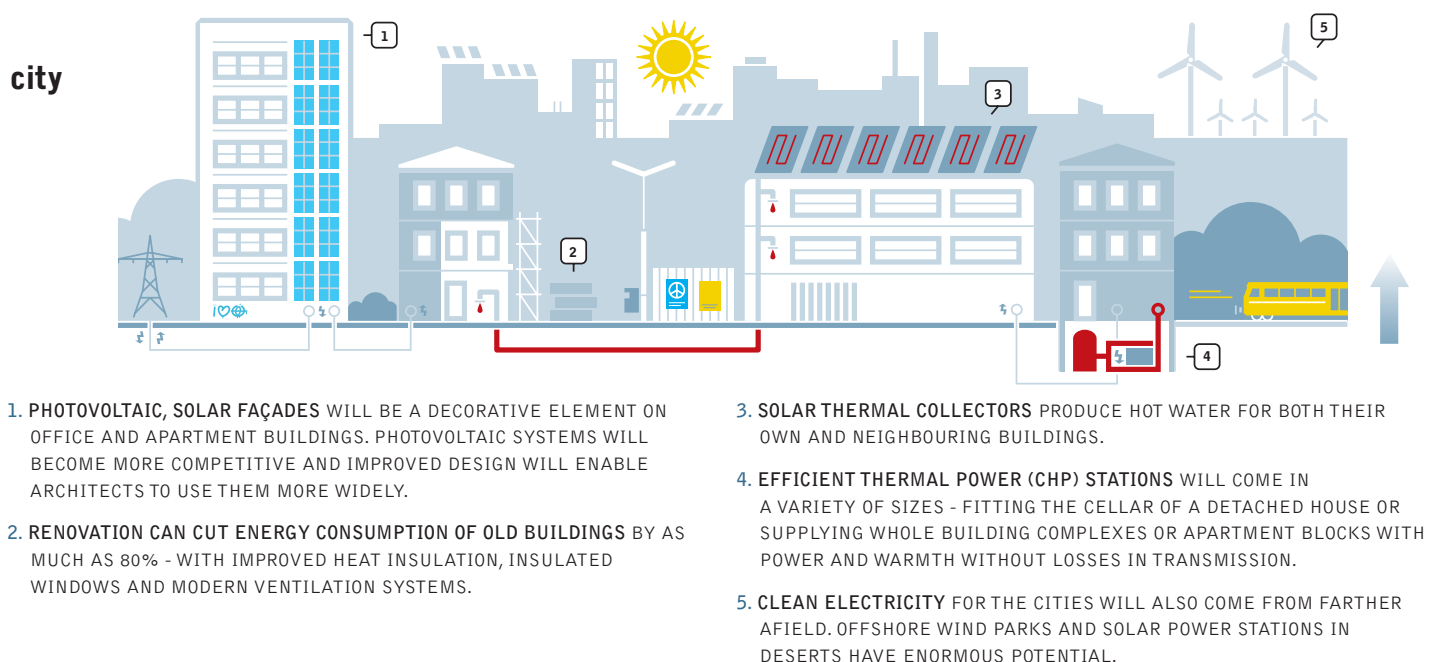 city
1
5
3
2
4
1. PHOTOVOLTAIC, SOLAR FAÇADES WILL BE A DECORATIVE ELEMENT ON
OFFICE AND APARTMENT BUILDINGS. PHOTOVOLTAIC SYSTEMS WILL
BECOME MORE COMPETITIVE AND IMPROVED DESIGN WILL ENABLE
ARCHITECTS TO USE THEM MORE WIDELY.
2. RENOVATION CAN CUT ENERGY CONSUMPTION OF OLD BUILDINGS BY AS
MUCH AS 80% - WITH IMPROVED HEAT INSULATION, INSULATED
WINDOWS AND MODERN VENTILATION SYSTEMS.
3. SOLAR THERMAL COLLECTORS PRODUCE HOT WATER FOR BOTH THEIR
OWN AND NEIGHBOURING BUILDINGS.
4. EFFICIENT THERMAL POWER (CHP) STATIONS WILL COME IN
A VARIETY OF SIZES - FITTING THE CELLAR OF A DETACHED HOUSE OR
SUPPLYING WHOLE BUILDING COMPLEXES OR APARTMENT BLOCKS WITH
POWER AND WARMTH WITHOUT LOSSES IN TRANSMISSION.
5. CLEAN ELECTRICITY FOR THE CITIES WILL ALSO COME FROM FARTHER
AFIELD. OFFSHORE WIND PARKS AND SOLAR POWER STATIONS IN
DESERTS HAVE ENORMOUS POTENTIAL.